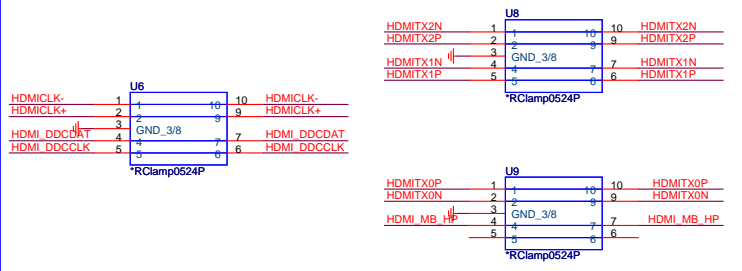 U8
HDMITX2N 1 1 10 10 HDMITX2N
HDMITX2P 2 2 9 9 HDMITX2P
3 GND_3/8
HDMITX1N 4 4 7 7 HDMITX1N
HDMITX1P 5 5 6 6 HDMITX1P
*RClamp0524P
U6
HDMICLK- 1 1 10 10 HDMICLK-
HDMICLK+ 2 2 9 9 HDMICLK+
3 GND_3/8
HDMI_DDCDAT 4 4 7 7 HDMI_DDCDAT
HDMI_DDCCLK 5 5 6 6 HDMI_DDCCLK
*RClamp0524P
U9
HDMITX0P 1 1 10 10 HDMITX0P
HDMITX0N 2 2 9 9 HDMITX0N
3 GND_3/8
HDMI_MB_HP 4 4 7 7 HDMI_MB_HP
5 5 6 6
*RClamp0524P